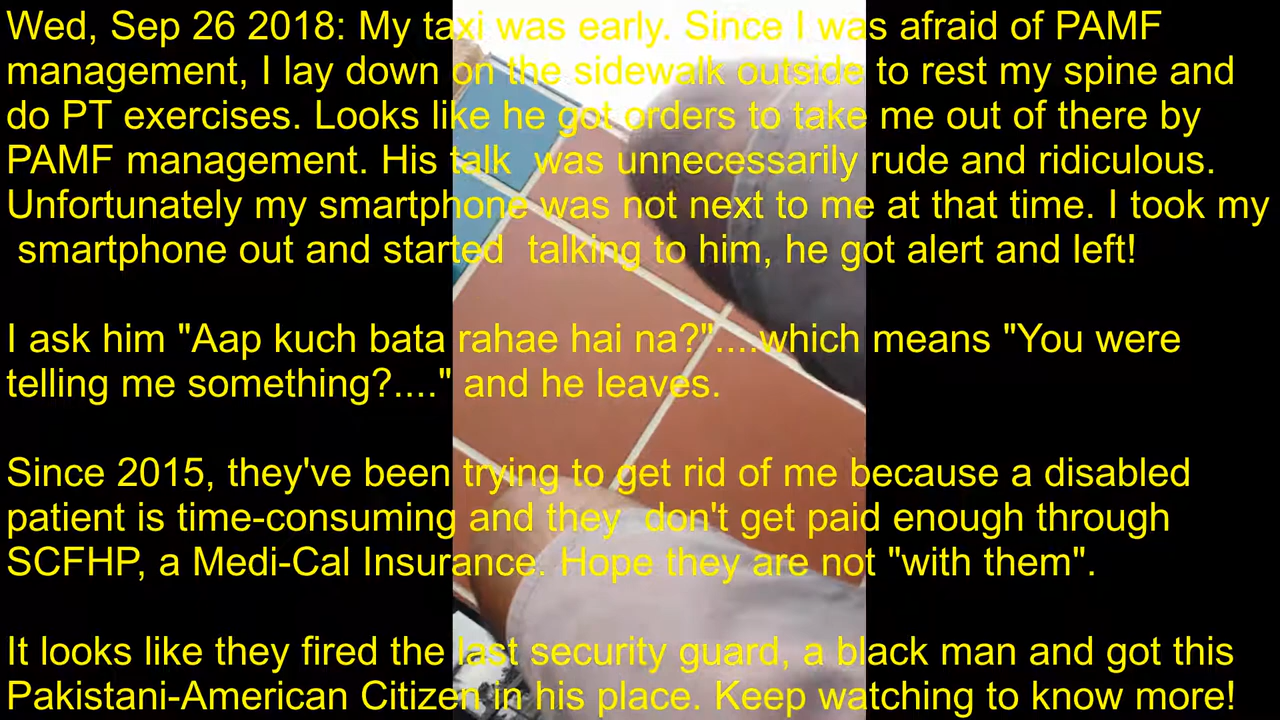 Wed, Sep 26 2018: My taxi was early. Since I was afraid of PAMF
management, I lay down on the sidewalk outside to rest my spine and
do PT exercises. Looks like he got orders to take me out of there by
PAMF management. His talk  was unnecessarily rude and ridiculous.
Unfortunately my smartphone was not next to me at that time. I took my
smartphone out and started  talking to him, he got alert and left!
I ask him "Aap kuch bata rahae hai na?"....which means "You were
telling me something?...." and he leaves.
Since 2015, they've been trying to get rid of me because a disabled
patient is time-consuming and they  don't get paid enough through
SCFHP, a Medi-Cal Insurance. Hope they are not "with them".
It looks like they fired the last security guard, a black man and got this
Pakistani-American Citizen in his place. Keep watching to know more!